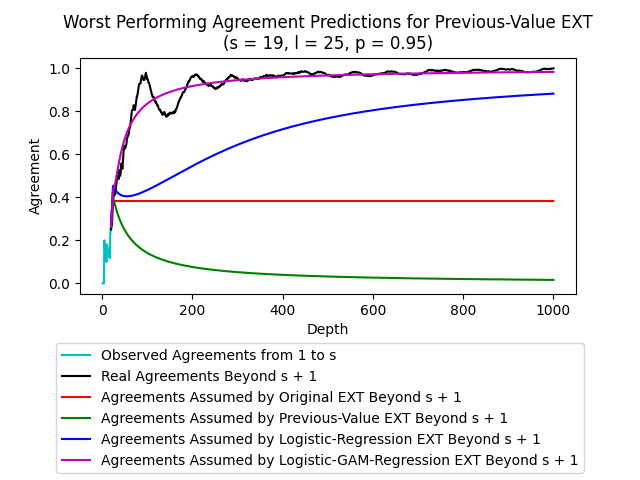 Worst Performing Agreement Predictions for Previous-Value EXT
(s = 19, l = 25, p = 0.95)
1.0
0.8
0.6
0.4
0.2
0.0
Agreement
0 200 400 600 800 1000
Depth
Observed Agreements from 1 to s
Real Agreements Beyond s + 1
Agreements Assumed by Original EXT Beyond s + 1
Agreements Assumed by Previous-Value EXT Beyond s + 1
Agreements Assumed by Logistic-Regression EXT Beyond s + 1
Agreements Assumed by Logistic-GAM-Regression EXT Beyond s + 1